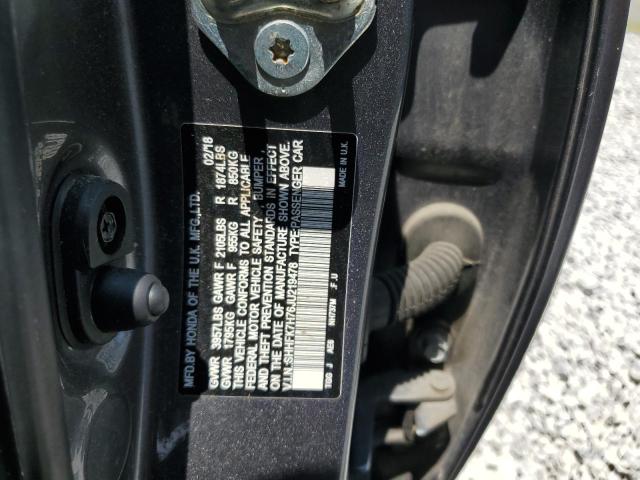 MFD.BY HONDA OF THE U.K. MFG.,LTD. 02/18
GVWR 3957LBS GAWR F 2105LBS R 1874LBS
GVWR 1795KG GAWR F 955KG R 850KG
THIS VEHICLE CONFORMS TO ALL APPLICABLE
FEDERAL MOTOR VEHICLE SAFETY , BUMPER ,
AND THEFT PREVENTION STANDARDS IN EFFECT
ON THE DATE OF MANUFACTURE SHOWN ABOVE.
V.I.N:SHHFK7H76JU219478 TYPE:PASSENGER CAR
MADE IN U.K.